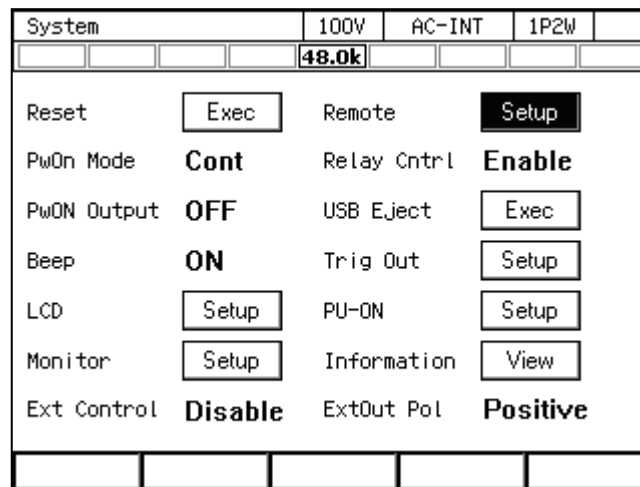 System 100V AC-INT 1P2W
48.0k
Reset Exec Remote Setup
PwOn Mode Cont Relay Cntrl Enable
PwON Output OFF USB Eject Exec
Beep ON Trig Out Setup
LCD Setup PU-ON Setup
Monitor Setup Information View
Ext Control Disable ExtOut Pol Positive